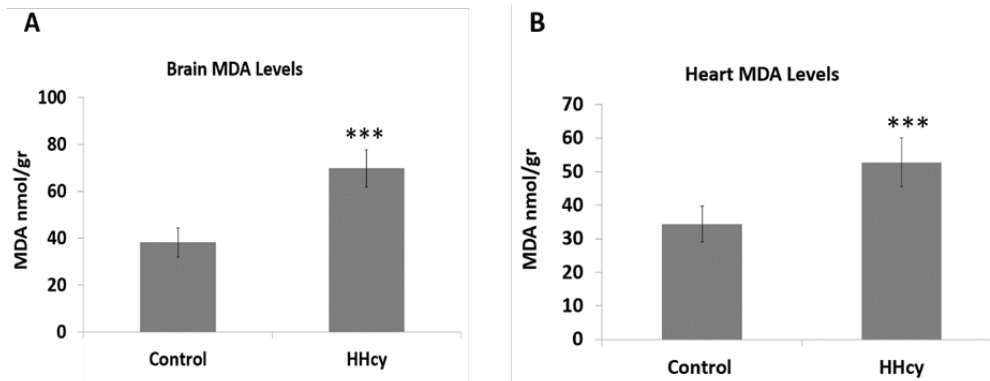 A
Brain MDA Levels
MDA nmol/gr
100
80
60
40
20
0
***
Control
HHcy
B
Heart MDA Levels
MDA nmol/gr
70
60
50
40
30
20
10
0
***
Control
HHcy